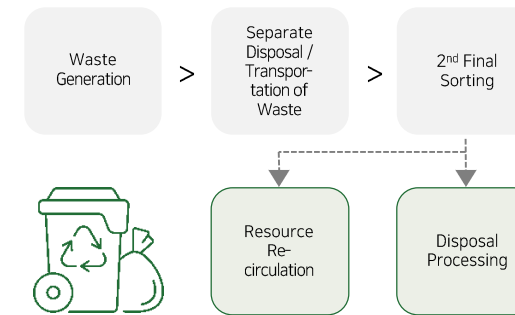 Waste
Generation
>
Separate
Disposal /
Transpor-
tation of
Waste
>
2nd Final
Sorting
Resource
Re-
circulation
Disposal
Processing